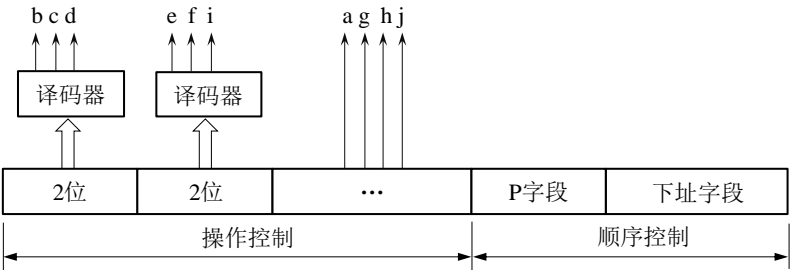 b c d e f i a g h j
译码器 译码器
2位 2位 … P字段 下址字段
操作控制 顺序控制